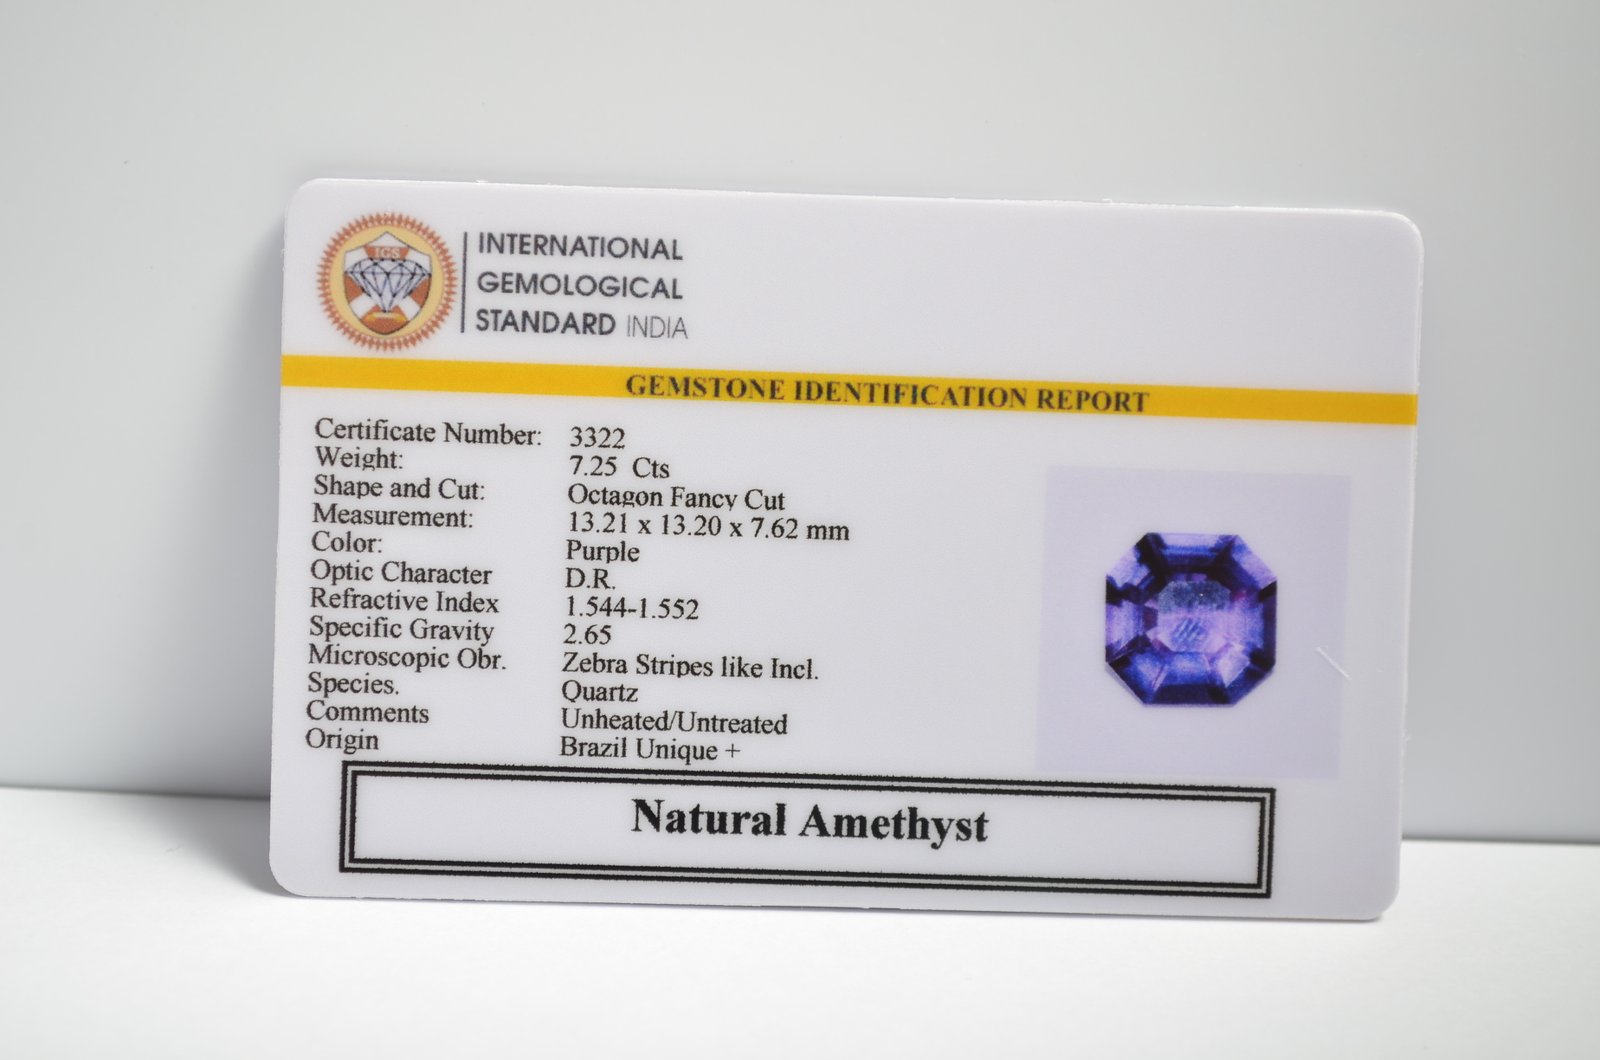 IGS
INTERNATIONAL
GEMOLOGICAL
STANDARD INDIA
GEMSTONE IDENTIFICATION REPORT
Certificate Number: 3322
Weight: 7.25 Cts
Shape and Cut: Octagon Fancy Cut
Measurement: 13.21 x 13.20 x 7.62 mm
Color: Purple
Optic Character D.R.
Refractive Index 1.544-1.552
Specific Gravity 2.65
Microscopic Obr. Zebra Stripes like Incl.
Species. Quartz
Comments Unheated/Untreated
Origin Brazil Unique +
Natural Amethyst